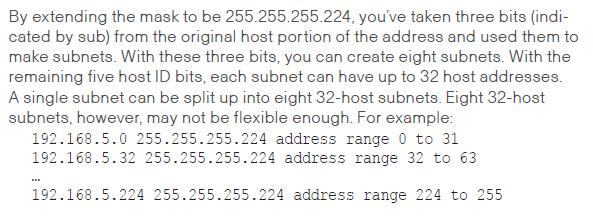 By extending the mask to be 255.255.255.224, you've taken three bits (indi-
cated by sub) from the original host portion of the address and used them to
make subnets. With these three bits, you can create eight subnets. With the
remaining five host ID bits, each subnet can have up to 32 host addresses.
A single subnet can be split up into eight 32-host subnets. Eight 32-host
subnets, however, may not be flexible enough. For example:
192.168.5.0 255.255.255.224 address range 0 to 31
192.168.5.32 255.255.255.224 address range 32 to 63
...
192.168.5.224 255.255.255.224 address range 224 to 255